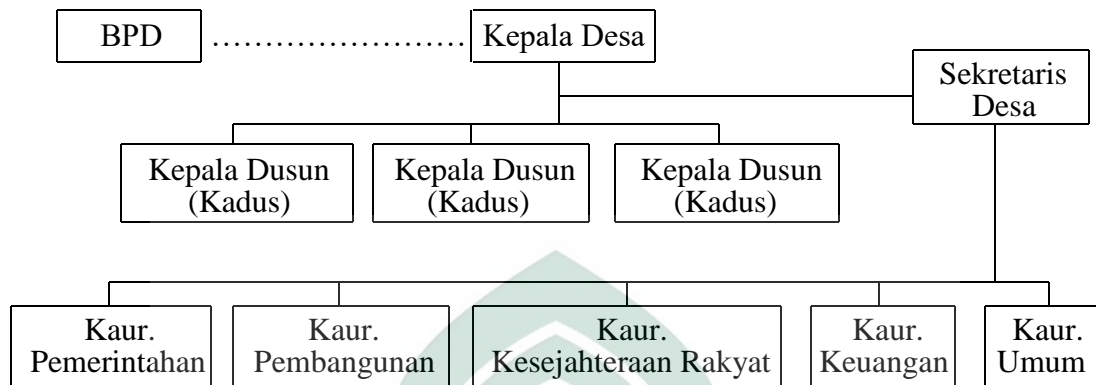 BPD ........................ Kepala Desa
Sekretaris
Desa
Kepala Dusun
(Kadus)
Kepala Dusun
(Kadus)
Kepala Dusun
(Kadus)
Kaur.
Pemerintahan
Kaur.
Pembangunan
Kaur.
Kesejahteraan Rakyat
Kaur.
Keuangan
Kaur.
Umum